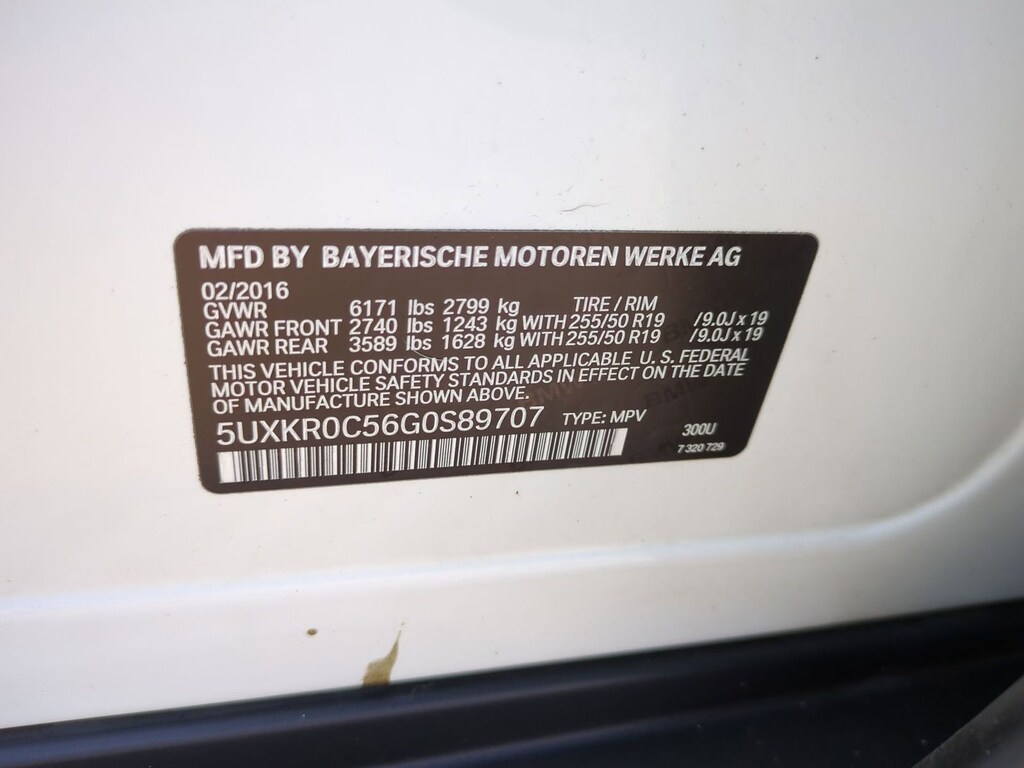 MFD BY BAYERISCHE MOTOREN WERKE AG
02/2016
GVWR 6171 lbs 2799 kg TIRE / RIM
GAWR FRONT 2740 lbs 1243 kg WITH 255/50 R19 /9.0J x 19
GAWR REAR 3589 lbs 1628 kg WITH 255/50 R19 /9.0J x 19
THIS VEHICLE CONFORMS TO ALL APPLICABLE U. S. FEDERAL
MOTOR VEHICLE SAFETY STANDARDS IN EFFECT ON THE DATE
OF MANUFACTURE SHOWN ABOVE.
5UXKR0C56G0S89707 TYPE: MPV 300U
7 320 729